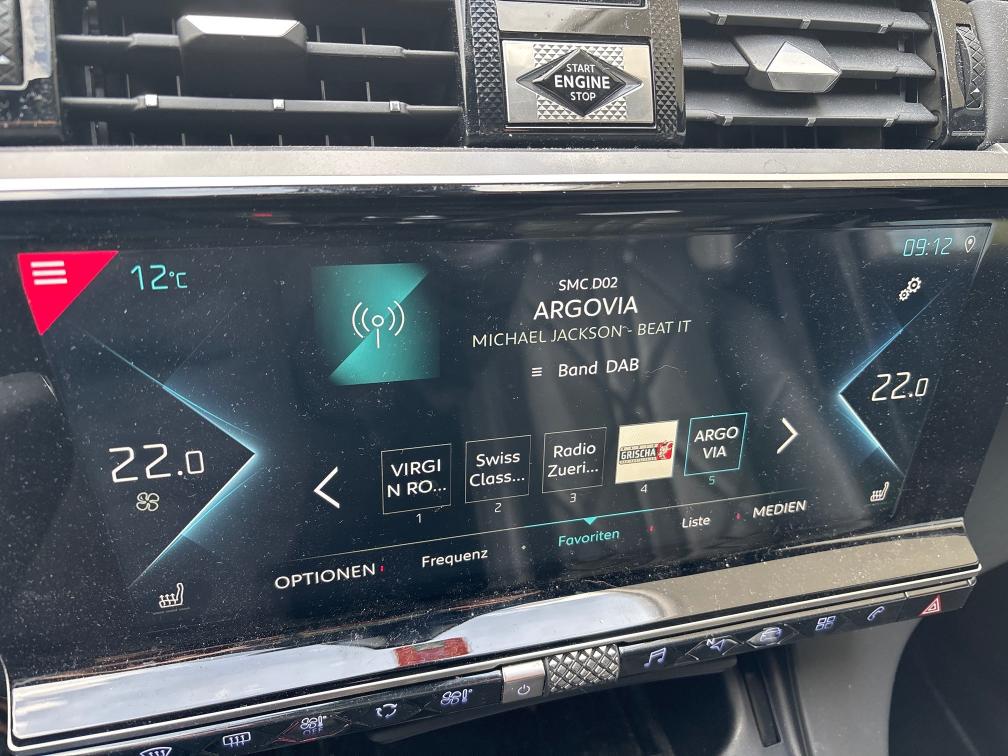 START
ENGINE
STOP
12°C
SMC D02
ARGOVIA
MICHAEL JACKSON - BEAT IT
Band DAB
09:12
22.0
22.0
VIRGI
N RO...
1
Swiss
Class...
2
Radio
Zueri...
3
GRISCHA
4
ARGO
VIA
5
OPTIONEN
Frequenz
Favoriten
Liste
MEDIEN
OFF
N